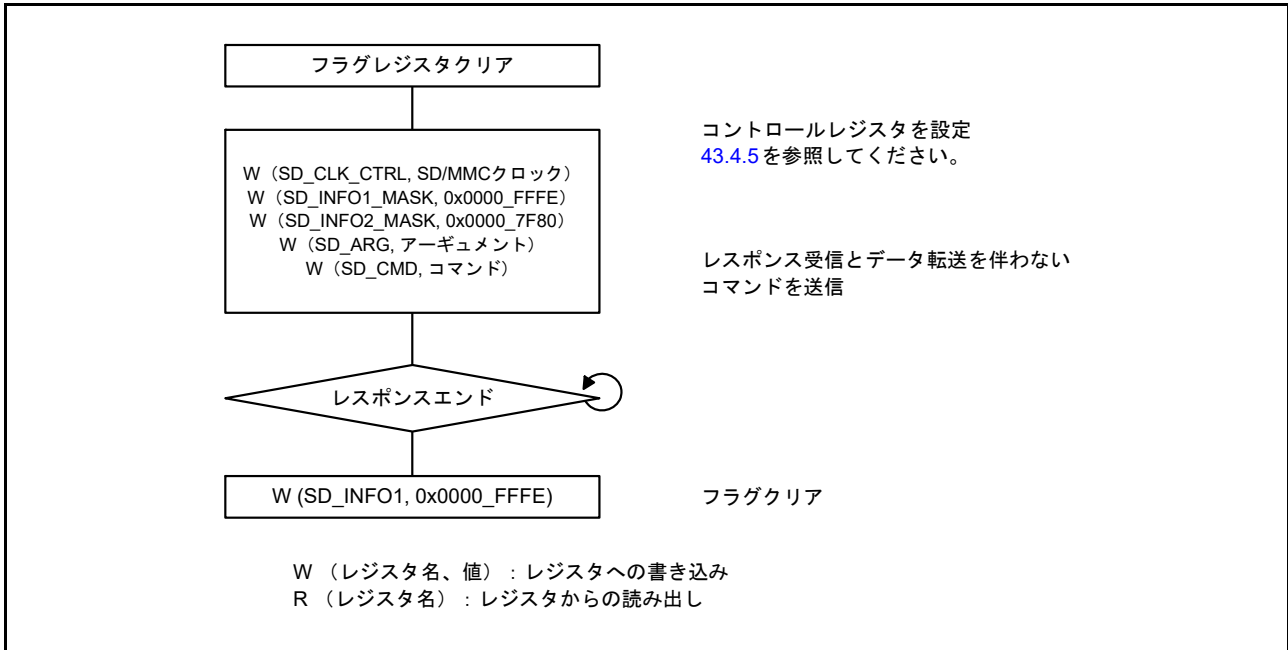 フラグレジスタクリア
コントロールレジスタを設定
43.4.5を参照してください。
W（SD_CLK_CTRL, SD/MMCクロック）
W（SD_INFO1_MASK, 0x0000_FFFE）
W（SD_INFO2_MASK, 0x0000_7F80）
W（SD_ARG, アーギュメント）
W（SD_CMD, コマンド）
レスポンス受信とデータ転送を伴わない
コマンドを送信
レスポンスエンド
W (SD_INFO1, 0x0000_FFFE)
フラグクリア
W （レジスタ名、値）：レジスタへの書き込み
R （レジスタ名）：レジスタからの読み出し